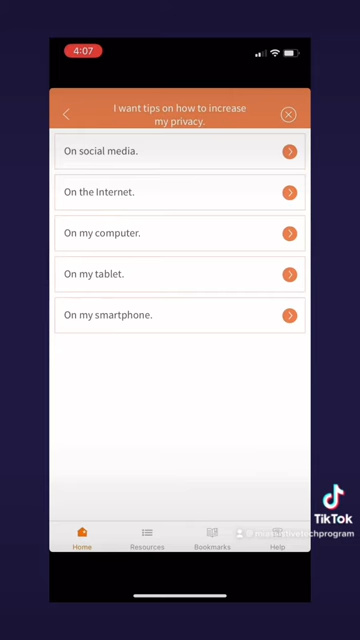 4:07
I want tips on how to increase
my privacy.
On social media.
On the Internet.
On my computer.
On my tablet.
On my smartphone.
TikTok
@ miassistivetechprogram
Home
Resources
Bookmarks
Help